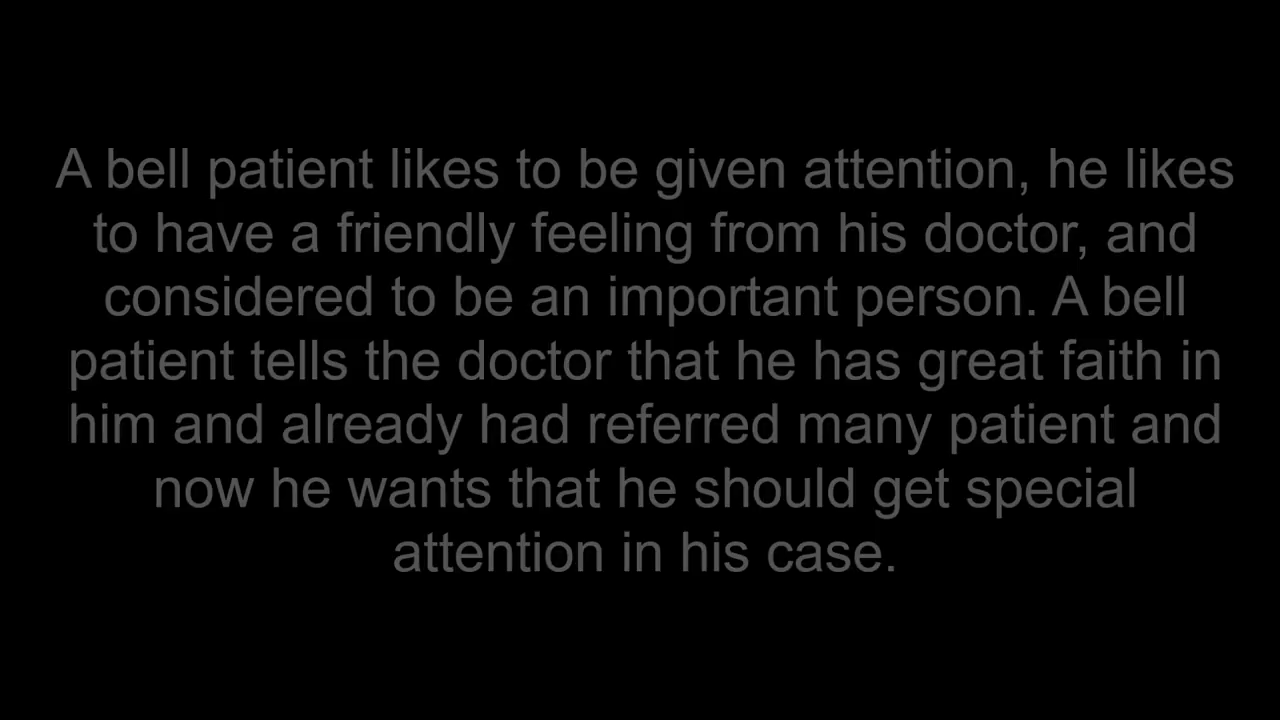 A bell patient likes to be given attention, he likes
to have a friendly feeling from his doctor, and
considered to be an important person. A bell
patient tells the doctor that he has great faith in
him and already had referred many patient and
now he wants that he should get special
attention in his case.